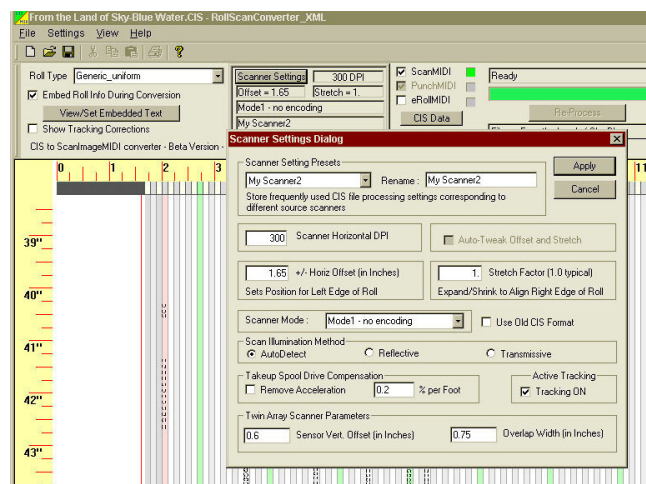 From the Land of Sky-Blue Water.CIS - RollScanConverter_XML
File Settings View Help
Roll Type Generic_uniform
Embed Roll Info During Conversion
View/Set Embedded Text
Show Tracking Corrections
CIS to ScanImageMIDI converter - Beta Version -
Scanner Settings 300 DPI
Offset = 1.65 Stretch = 1.
Mode1 - no encoding
My Scanner2
ScanMIDI
PunchMIDI
eRollMIDI
CIS Data
Ready
Re-Process
0 1 2 3 11
39"
40"
41"
42"
43"
Scanner Settings Dialog
Scanner Setting Presets
My Scanner2 Rename : My Scanner2
Store frequently used CIS file processing settings corresponding to
different source scanners
Apply
Cancel
300 Scanner Horizontal DPI
Auto-Tweak Offset and Stretch
1.65 +/- Horiz Offset (in Inches)
Sets Position for Left Edge of Roll
1. Stretch Factor (1.0 typical)
Expand/Shrink to Align Right Edge of Roll
Scanner Mode : Mode1 - no encoding
Use Old CIS Format
Scan Illumination Method
AutoDetect Reflective Transmissive
Takeup Spool Drive Compensation
Remove Acceleration 0.2 % per Foot
Active Tracking
Tracking ON
Twin Array Scanner Parameters
0.6 Sensor Vert. Offset (in Inches) 0.75 Overlap Width (in Inches)